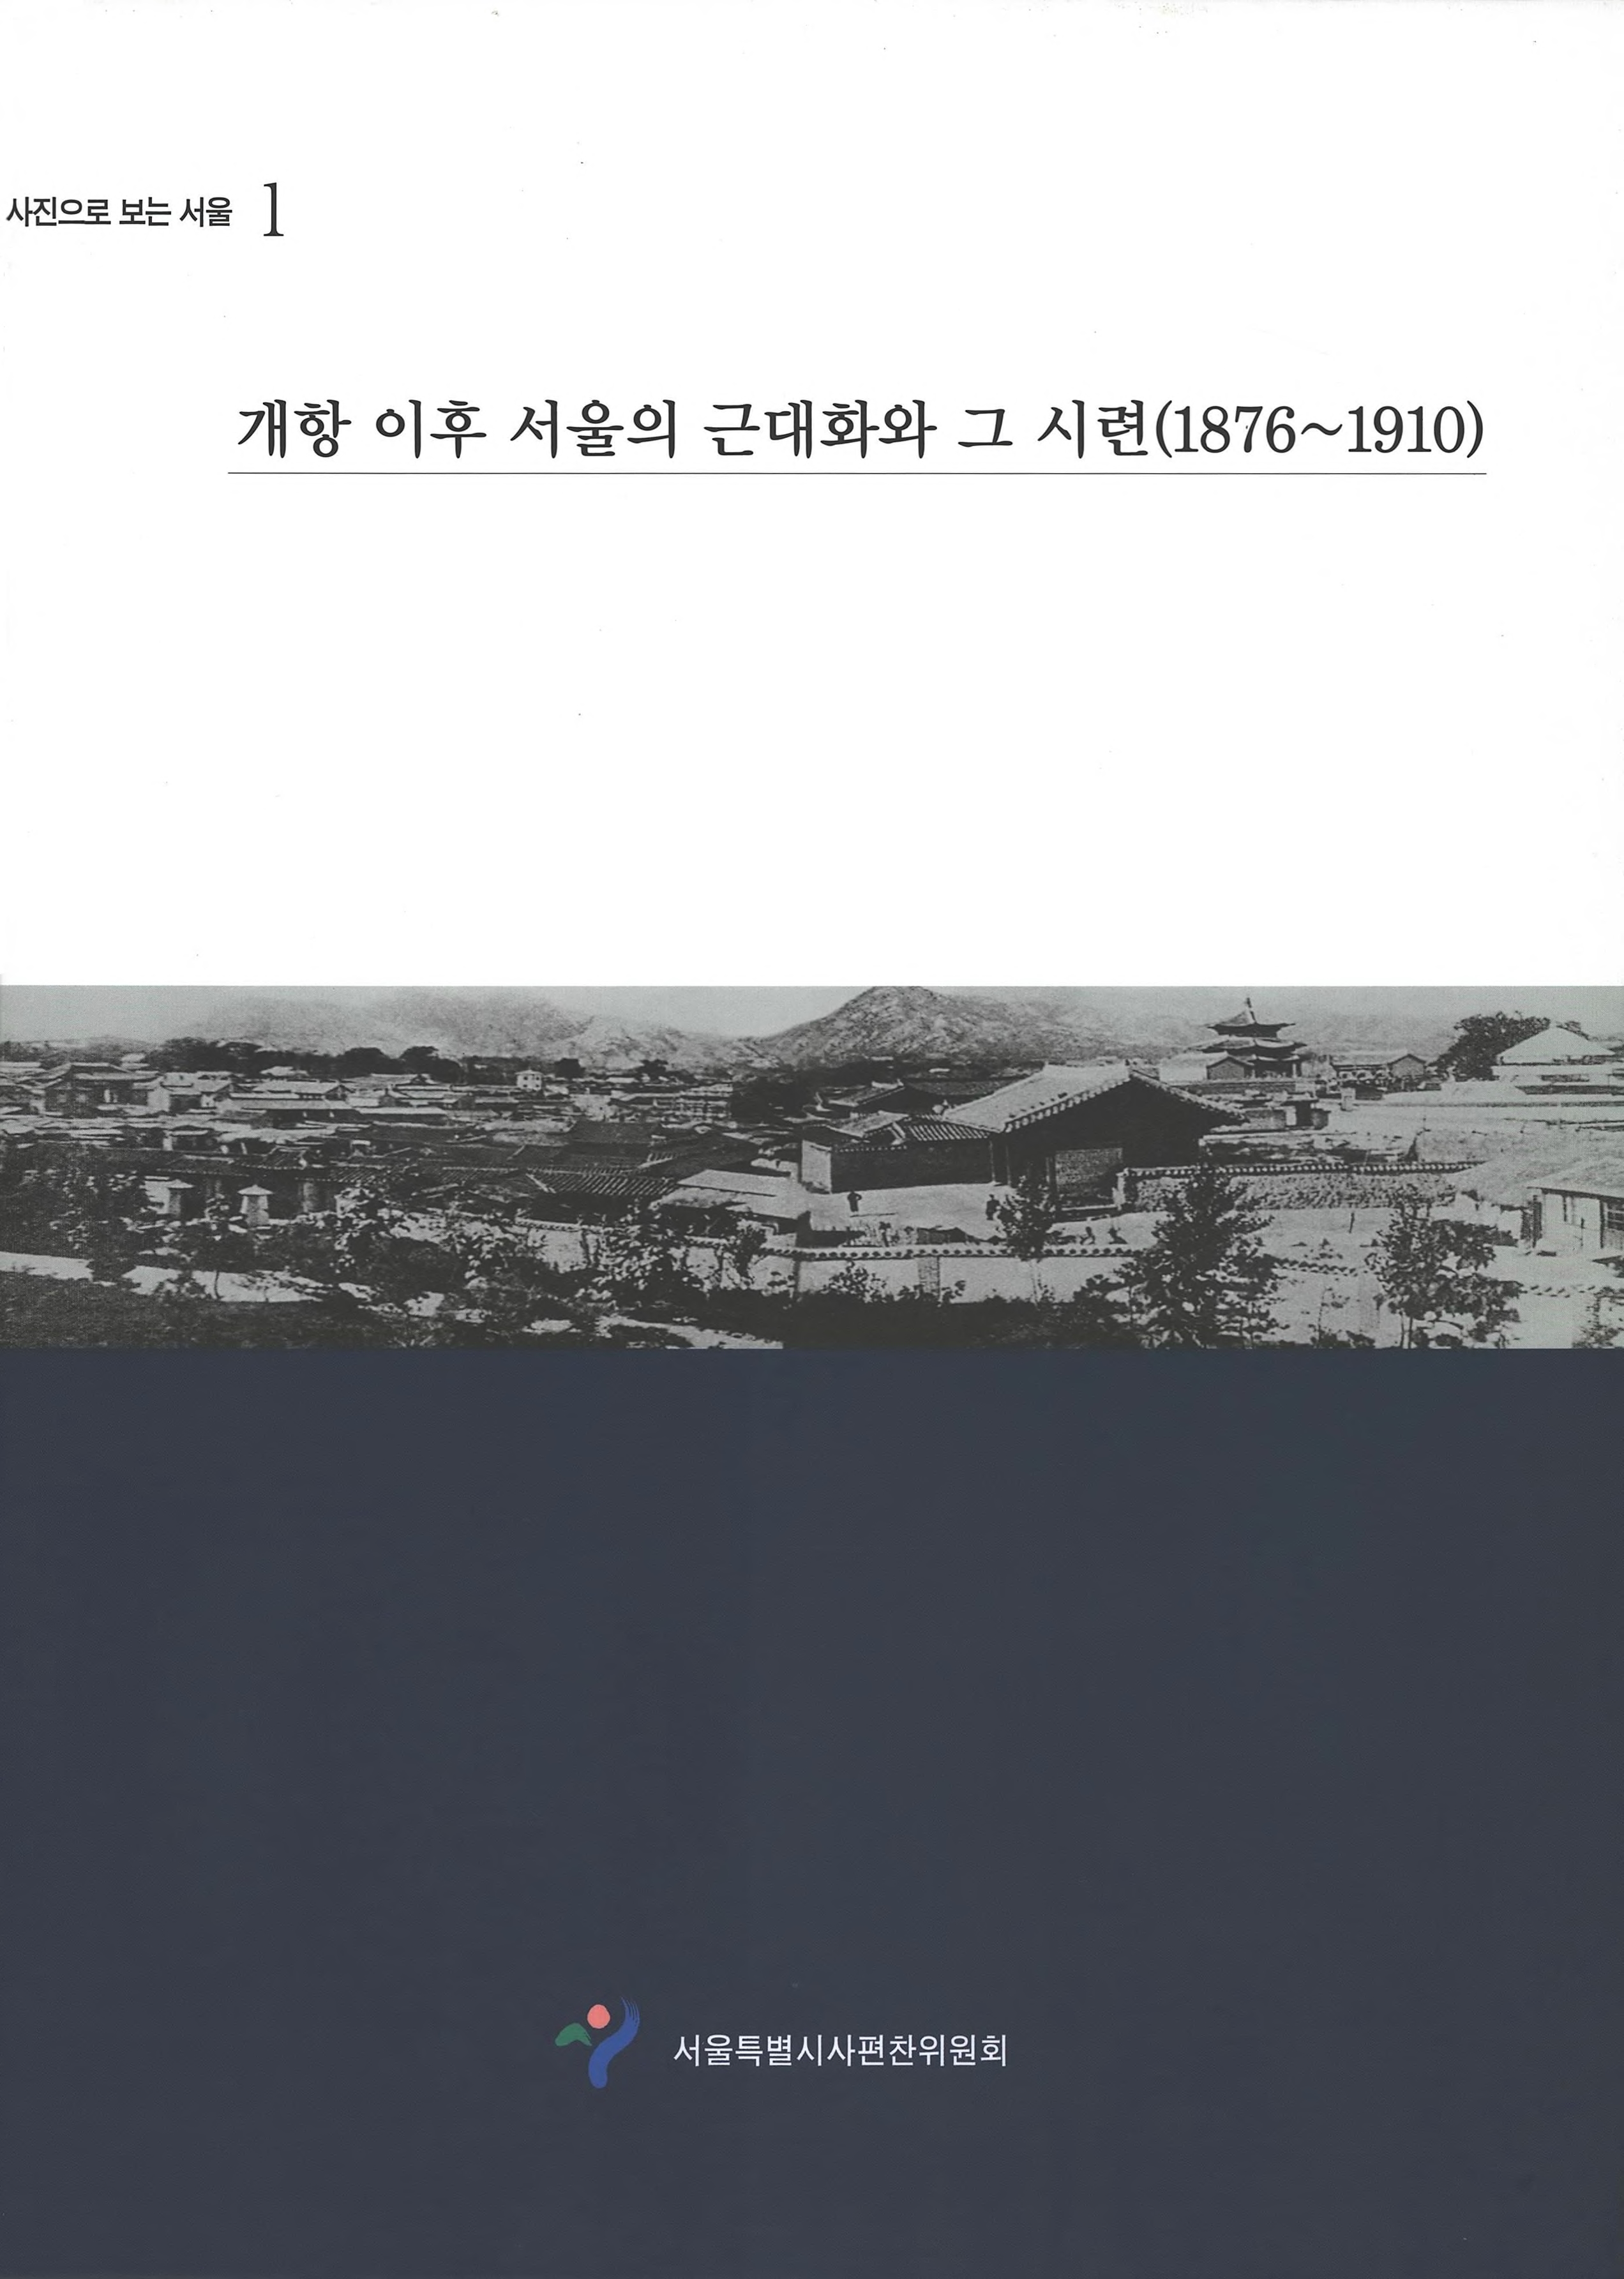 사진으로 보는 서울 1
개항 이후 서울의 근대화와 그 시련(1876~1910)
서울특별시사편찬위원회